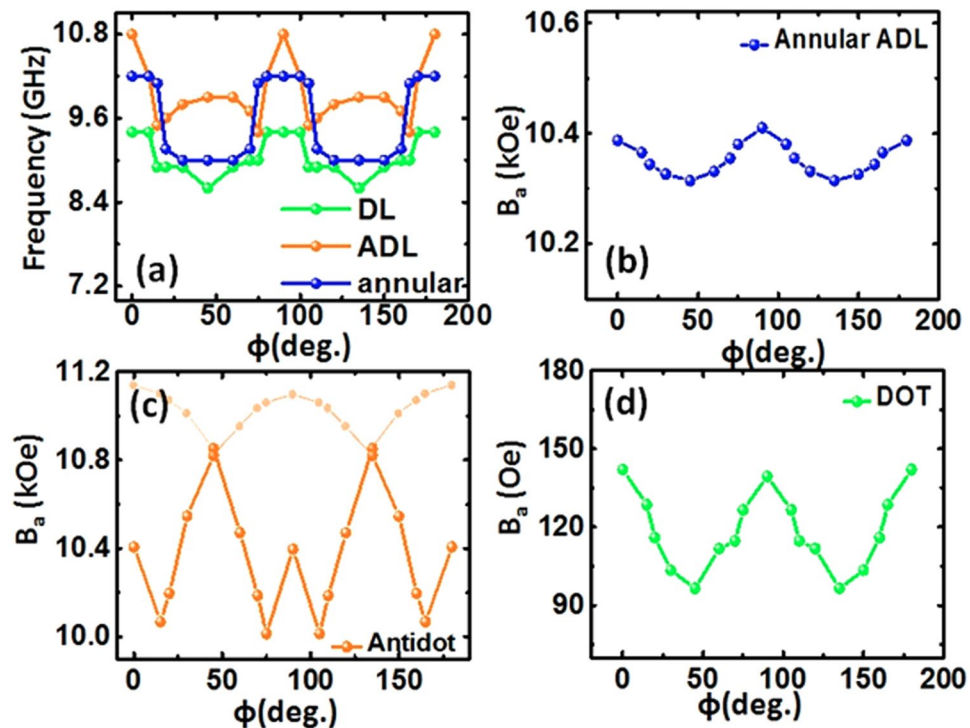 10.8
9.6
8.4
7.2
Frequency (GHz)
(a)
DL
ADL
annular
0 50 100 150 200
ϕ(deg.)
10.6
10.4
10.2
Ba (kOe)
(b)
Annular ADL
0 50 100 150 200
ϕ(deg.)
11.2
10.8
10.4
10.0
Ba (kOe)
(c)
Antidot
0 50 100 150
ϕ(deg.)
180
150
120
90
Ba (Oe)
(d)
DOT
0 50 100 150 200
ϕ(deg.)